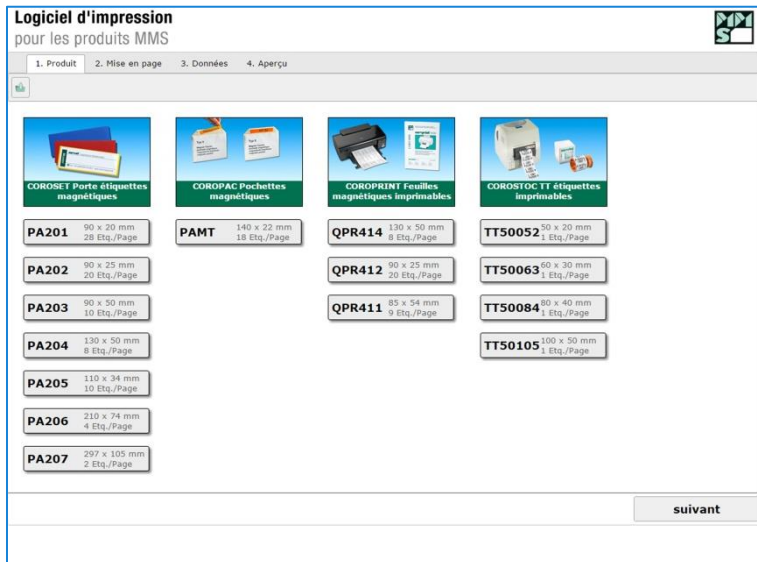 Logiciel d'impression
pour les produits MMS
MMS
1. Produit 2. Mise en page 3. Données 4. Aperçu
COROSET Porte étiquettes
magnétiques
COROPAC Pochettes
magnétiques
COROPRINT Feuilles
magnétiques imprimables
COROSTOC TT étiquettes
imprimables
PA201 90 x 20 mm
28 Etq./Page
PA202 90 x 25 mm
20 Etq./Page
PA203 90 x 50 mm
10 Etq./Page
PA204 130 x 50 mm
8 Etq./Page
PA205 110 x 34 mm
10 Etq./Page
PA206 210 x 74 mm
4 Etq./Page
PA207 297 x 105 mm
2 Etq./Page
PAMT 140 x 22 mm
18 Etq./Page
QPR414 130 x 50 mm
8 Etq./Page
QPR412 90 x 25 mm
20 Etq./Page
QPR411 85 x 54 mm
9 Etq./Page
TT50052 50 x 20 mm
1 Etq./Page
TT50063 60 x 30 mm
1 Etq./Page
TT50084 80 x 40 mm
1 Etq./Page
TT50105 100 x 50 mm
1 Etq./Page
suivant